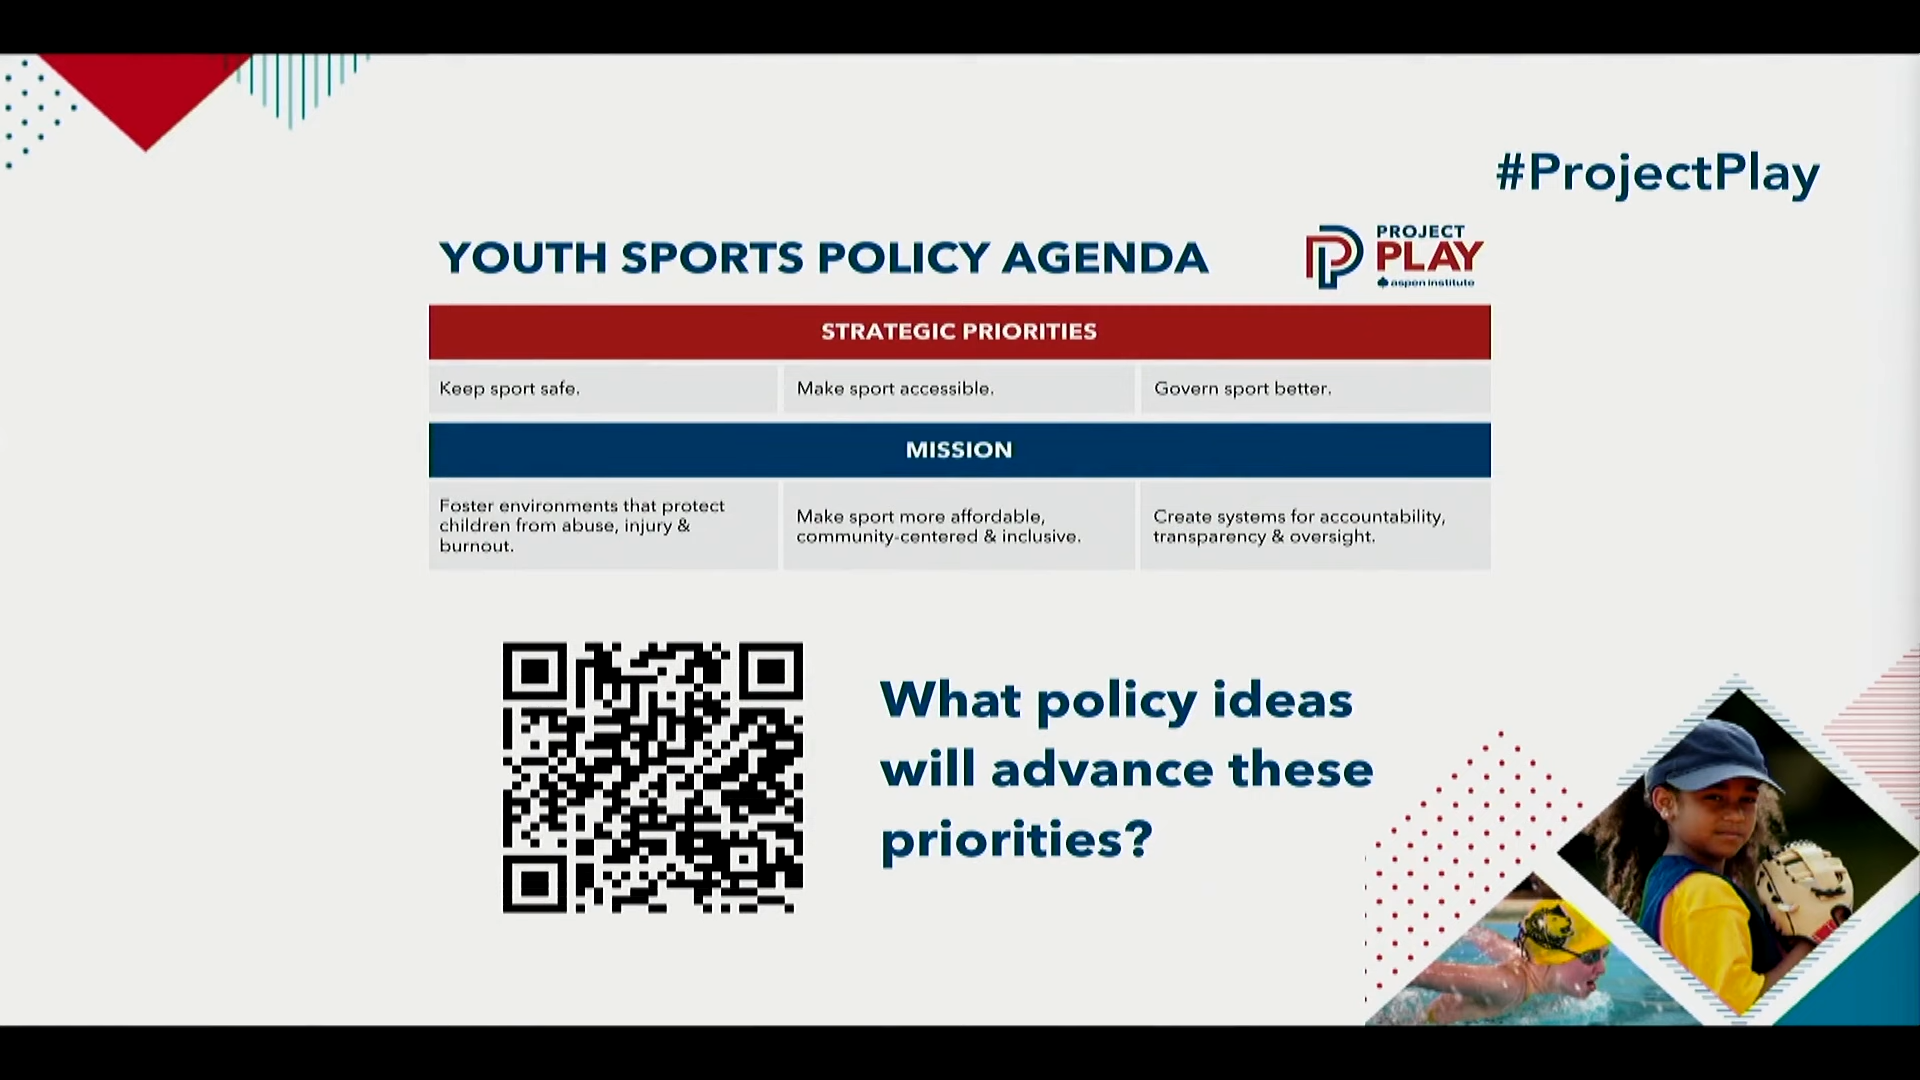 #ProjectPlay
YOUTH SPORTS POLICY AGENDA
PROJECT
PLAY
aspen institute
STRATEGIC PRIORITIES
Keep sport safe.
Make sport accessible.
Govern sport better.
MISSION
Foster environments that protect
children from abuse, injury &
burnout.
Make sport more affordable,
community-centered & inclusive.
Create systems for accountability,
transparency & oversight.
What policy ideas
will advance these
priorities?